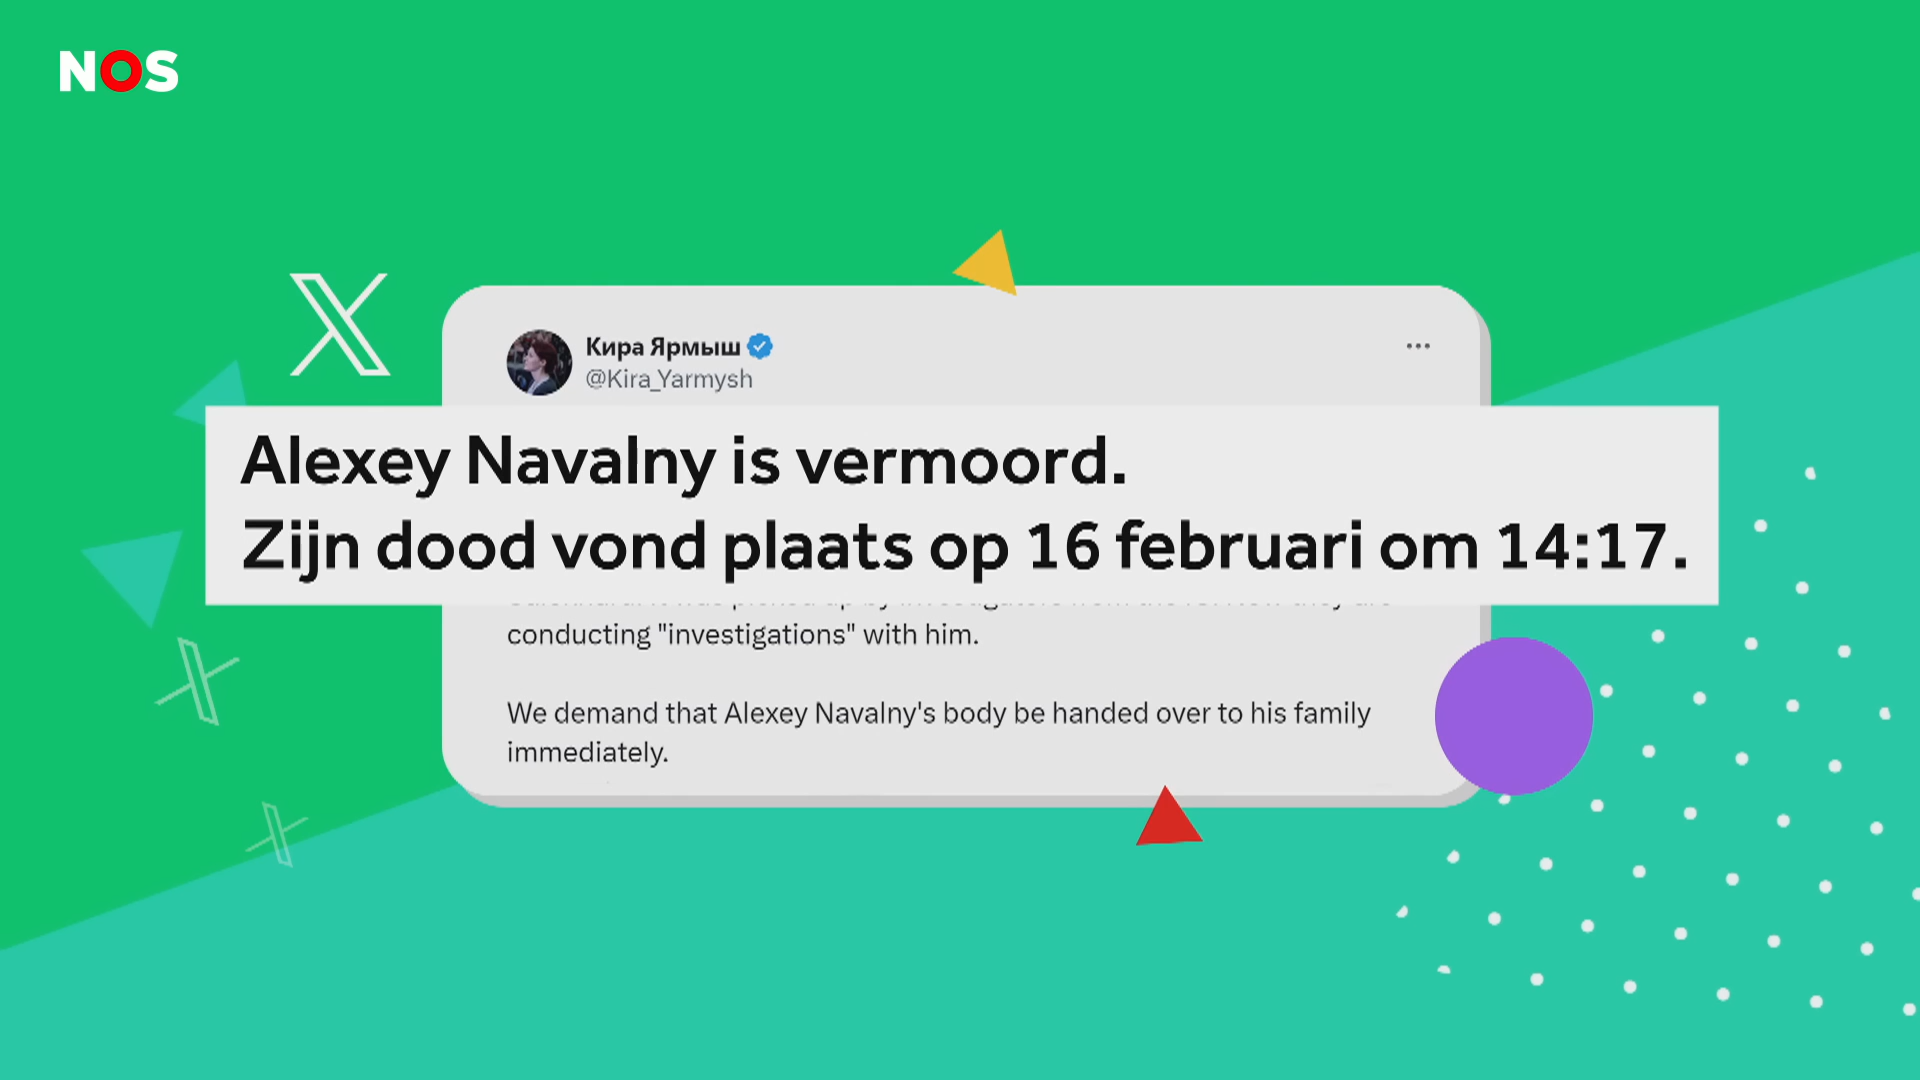 NOS
Кира Ярмыш
@Kira_Yarmysh
Alexey Navalny is vermoord.
Zijn dood vond plaats op 16 februari om 14:17.
conducting "investigations" with him.
We demand that Alexey Navalny's body be handed over to his family
immediately.